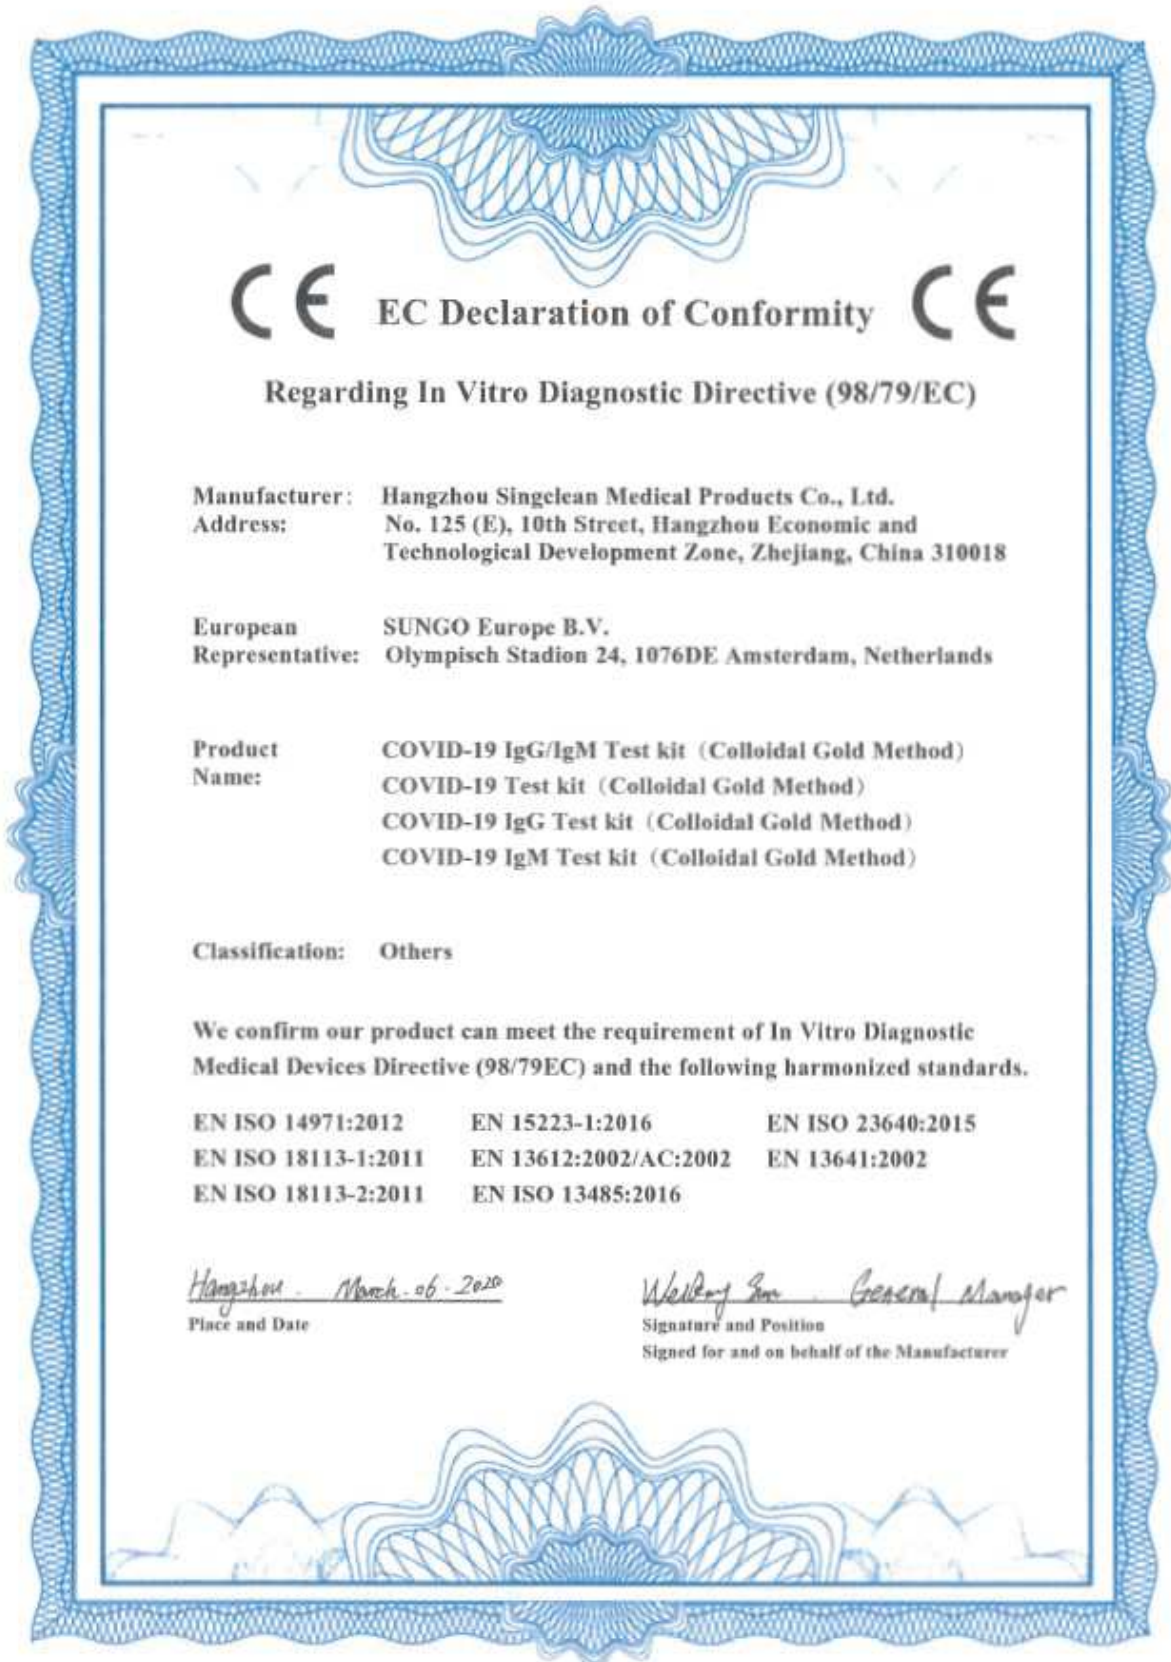 CE EC Declaration of Conformity CE
Regarding In Vitro Diagnostic Directive (98/79/EC)
Manufacturer: Hangzhou Singclean Medical Products Co., Ltd.
Address: No. 125 (E), 10th Street, Hangzhou Economic and
Technological Development Zone, Zhejiang, China 310018
European SUNGO Europe B.V.
Representative: Olympisch Stadion 24, 1076DE Amsterdam, Netherlands
Product COVID-19 IgG/IgM Test kit (Colloidal Gold Method)
Name: COVID-19 Test kit (Colloidal Gold Method)
COVID-19 IgG Test kit (Colloidal Gold Method)
COVID-19 IgM Test kit (Colloidal Gold Method)
Classification: Others
We confirm our product can meet the requirement of In Vitro Diagnostic
Medical Devices Directive (98/79EC) and the following harmonized standards.
EN ISO 14971:2012 EN 15223-1:2016 EN ISO 23640:2015
EN ISO 18113-1:2011 EN 13612:2002/AC:2002 EN 13641:2002
EN ISO 18113-2:2011 EN ISO 13485:2016
Hangzhou. March. 06. 2020 General Manager
Place and Date Signature and Position
Signed for and on behalf of the Manufacturer